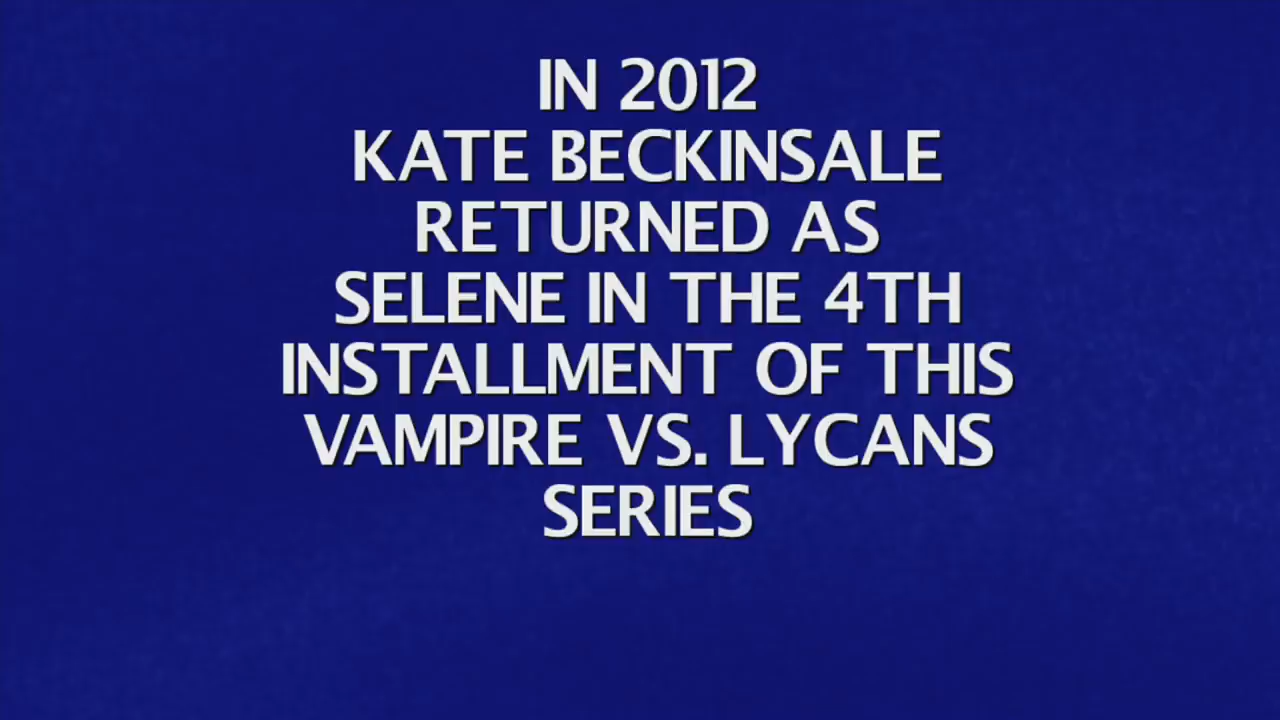 IN 2012
KATE BECKINSALE
RETURNED AS
SELENE IN THE 4TH
INSTALLMENT OF THIS
VAMPIRE VS. LYCANS
SERIES